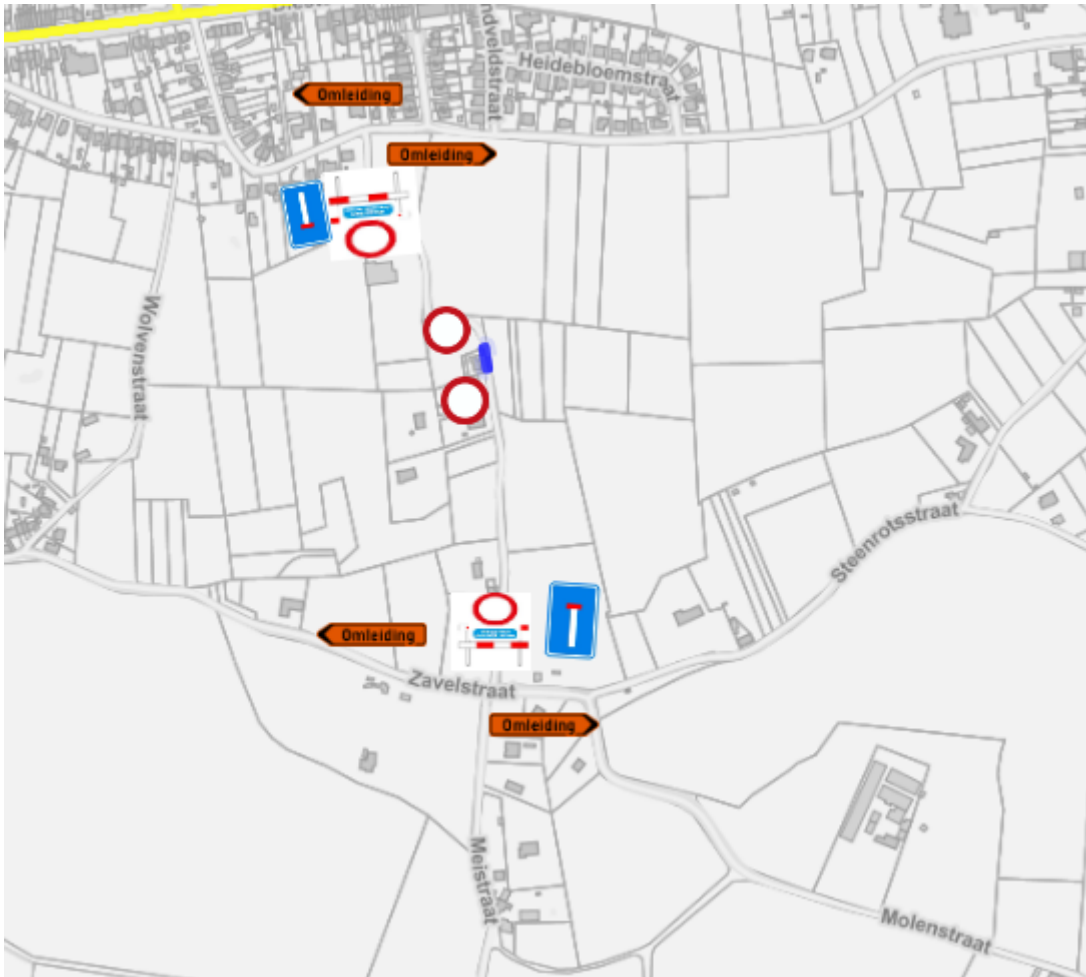 Omleiding
Heidebloemstraat
Omleiding
Wolvenstraat
Steenrotsstraat
Omleiding
Zavelstraat
Omleiding
Meistraat
Molenstraat